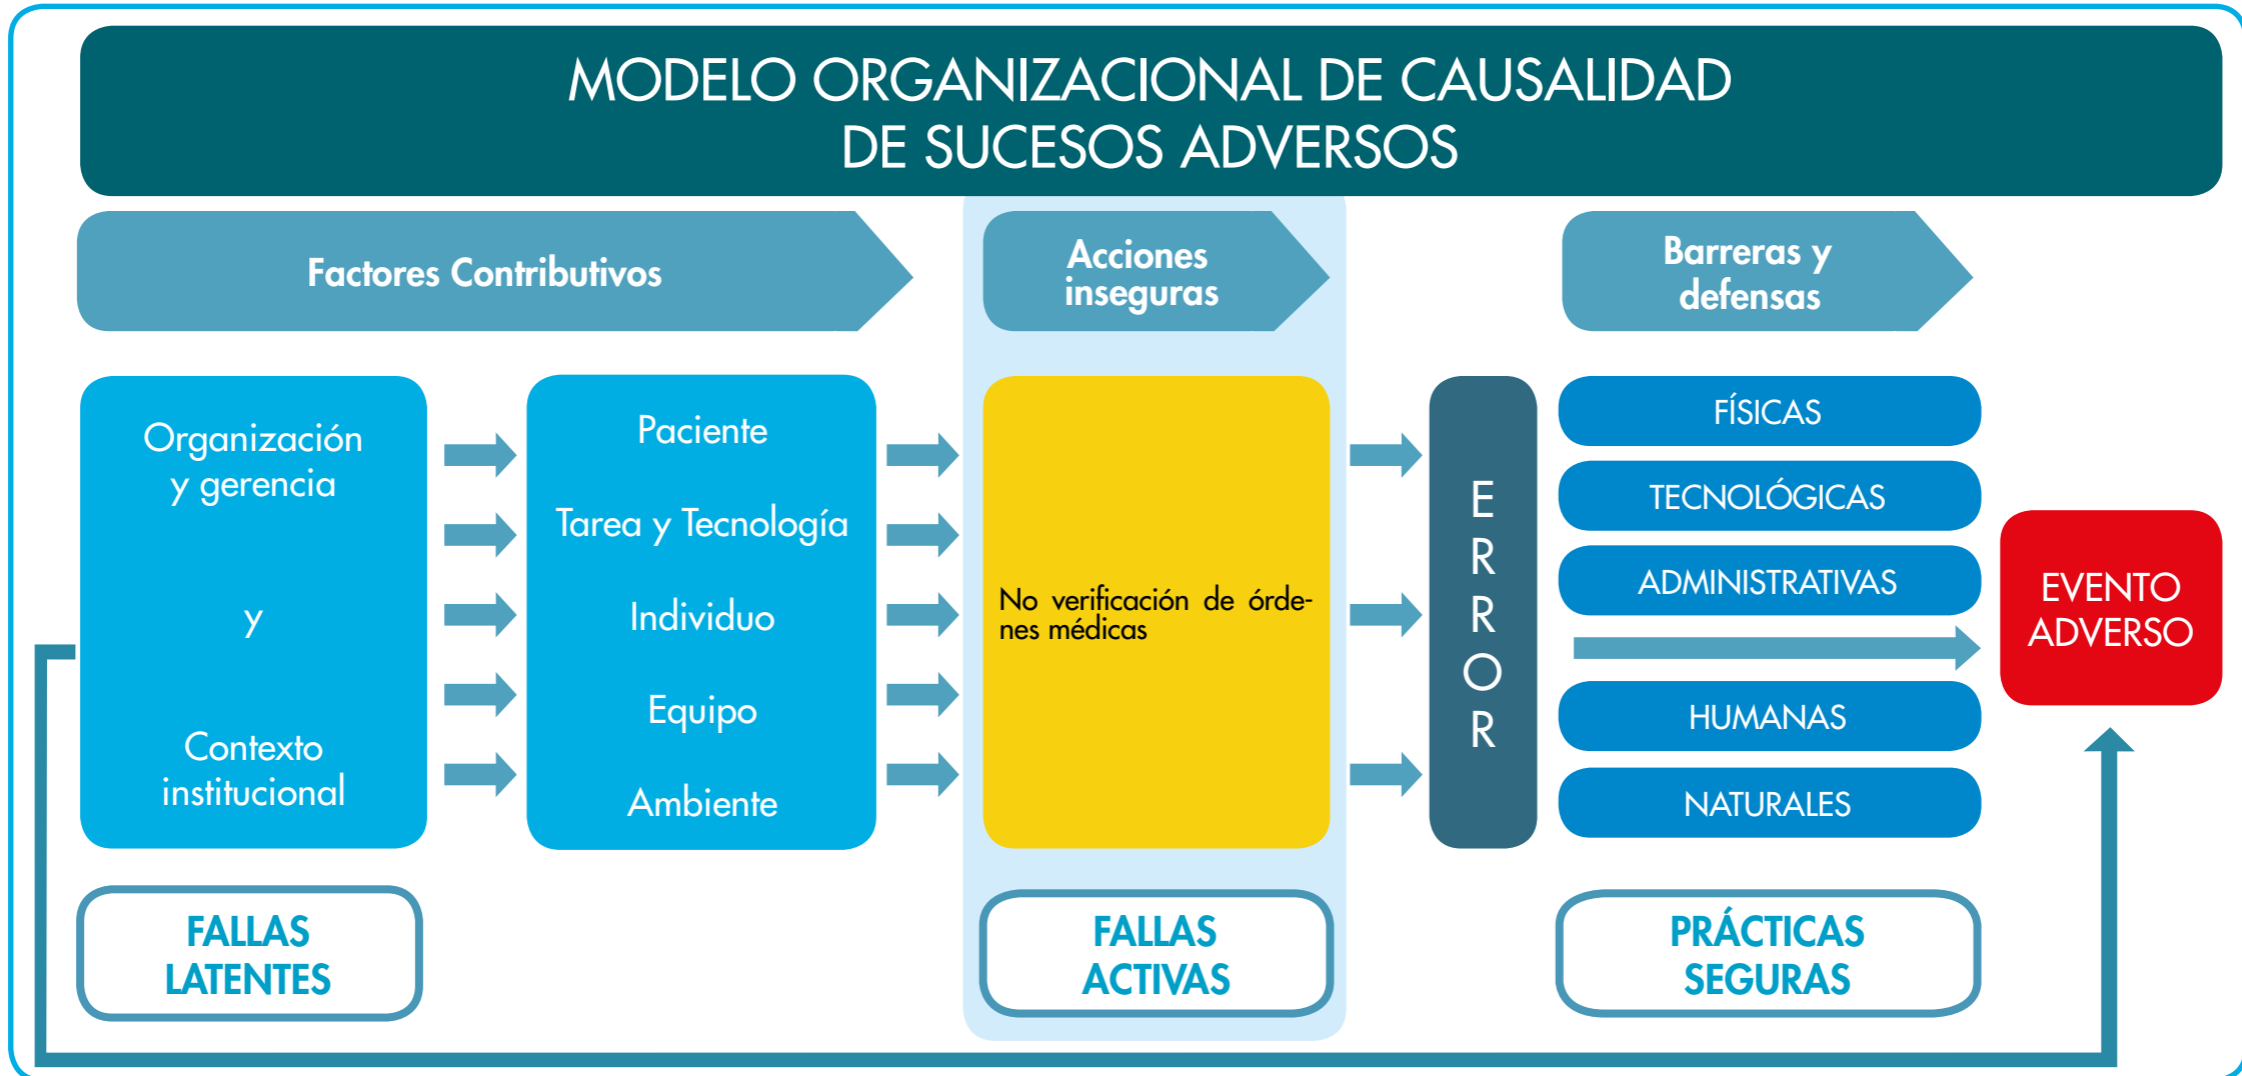 MODELO ORGANIZACIONAL DE CAUSALIDAD
DE SUCESOS ADVERSOS
Factores Contributivos
Acciones
inseguras
Barreras y
defensas
Organización
y gerencia
y
Contexto
institucional
Paciente
Tarea y Tecnología
Individuo
Equipo
Ambiente
No verificación de órde-
nes médicas
E
R
R
O
R
FÍSICAS
TECNOLÓGICAS
ADMINISTRATIVAS
HUMANAS
NATURALES
EVENTO
ADVERSO
FALLAS
LATENTES
FALLAS
ACTIVAS
PRÁCTICAS
SEGURAS